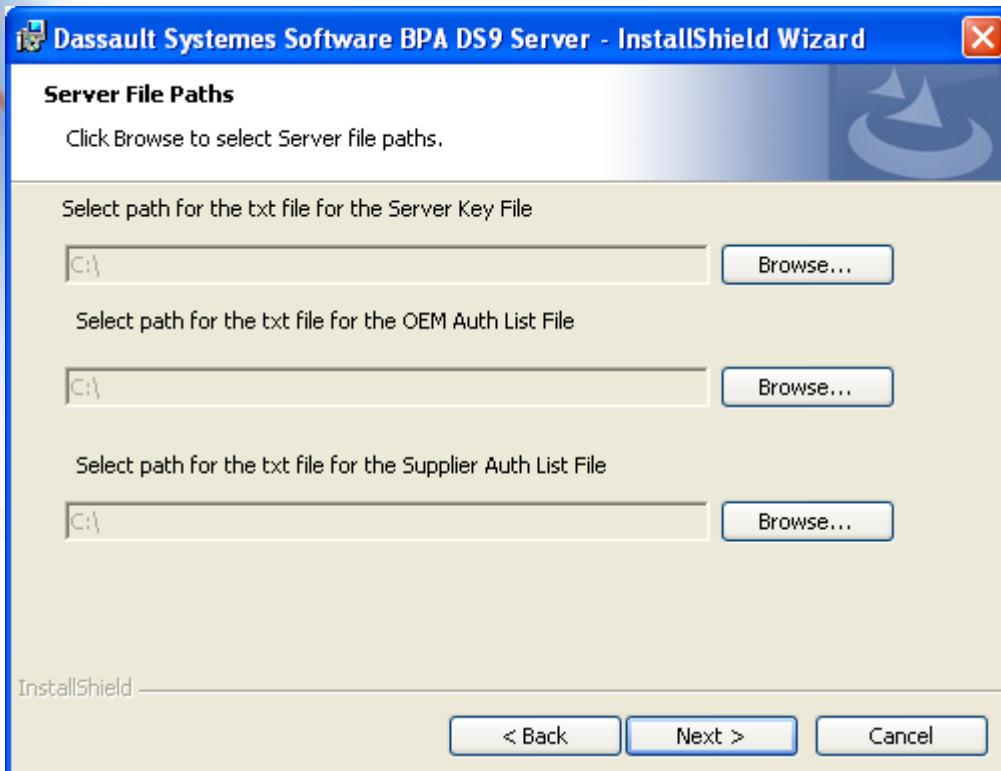 Dassault Systemes Software BPA DS9 Server - InstallShield Wizard
Server File Paths
Click Browse to select Server file paths.
Select path for the txt file for the Server Key File
C:\
Browse...
Select path for the txt file for the OEM Auth List File
C:\
Browse...
Select path for the txt file for the Supplier Auth List File
C:\
Browse...
InstallShield
< Back
Next >
Cancel